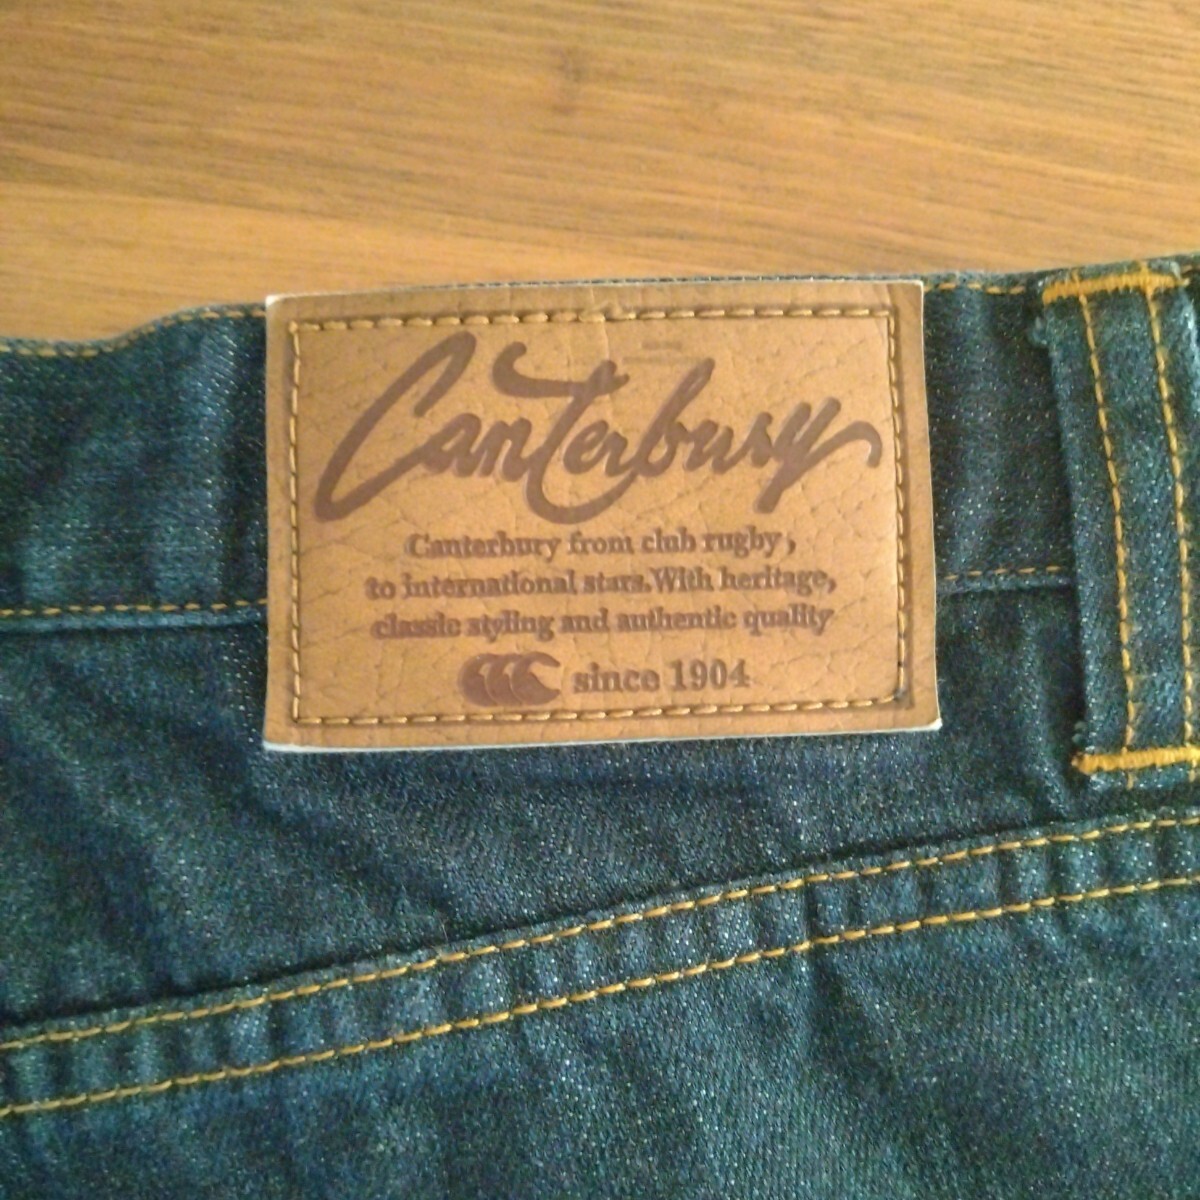 Canterbury
Canterbury from club rugby,
to international stars.With heritage,
classic styling and authentic quality
since 1904